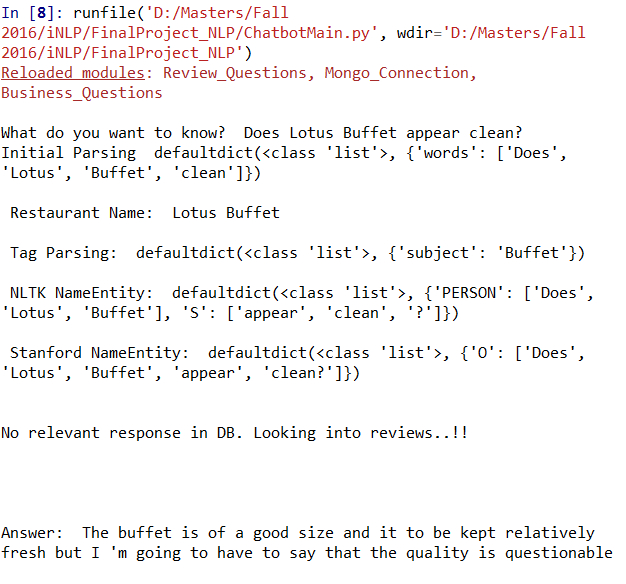 In [8]: runfile('D:/Masters/Fall
2016/iNLP/FinalProject_NLP/ChatbotMain.py', wdir='D:/Masters/Fall
2016/iNLP/FinalProject_NLP')
Reloaded modules: Review_Questions, Mongo_Connection,
Business_Questions
What do you want to know?  Does Lotus Buffet appear clean?
Initial Parsing  defaultdict(<class 'list'>, {'words': ['Does',
'Lotus', 'Buffet', 'clean']})
Restaurant Name:  Lotus Buffet
Tag Parsing:  defaultdict(<class 'list'>, {'subject': 'Buffet'})
NLTK NameEntity:  defaultdict(<class 'list'>, {'PERSON': ['Does',
'Lotus', 'Buffet'], 'S': ['appear', 'clean', '?']})
Stanford NameEntity:  defaultdict(<class 'list'>, {'O': ['Does',
'Lotus', 'Buffet', 'appear', 'clean?']})
No relevant response in DB. Looking into reviews..!!
Answer:  The buffet is of a good size and it to be kept relatively
fresh but I 'm going to have to say that the quality is questionable